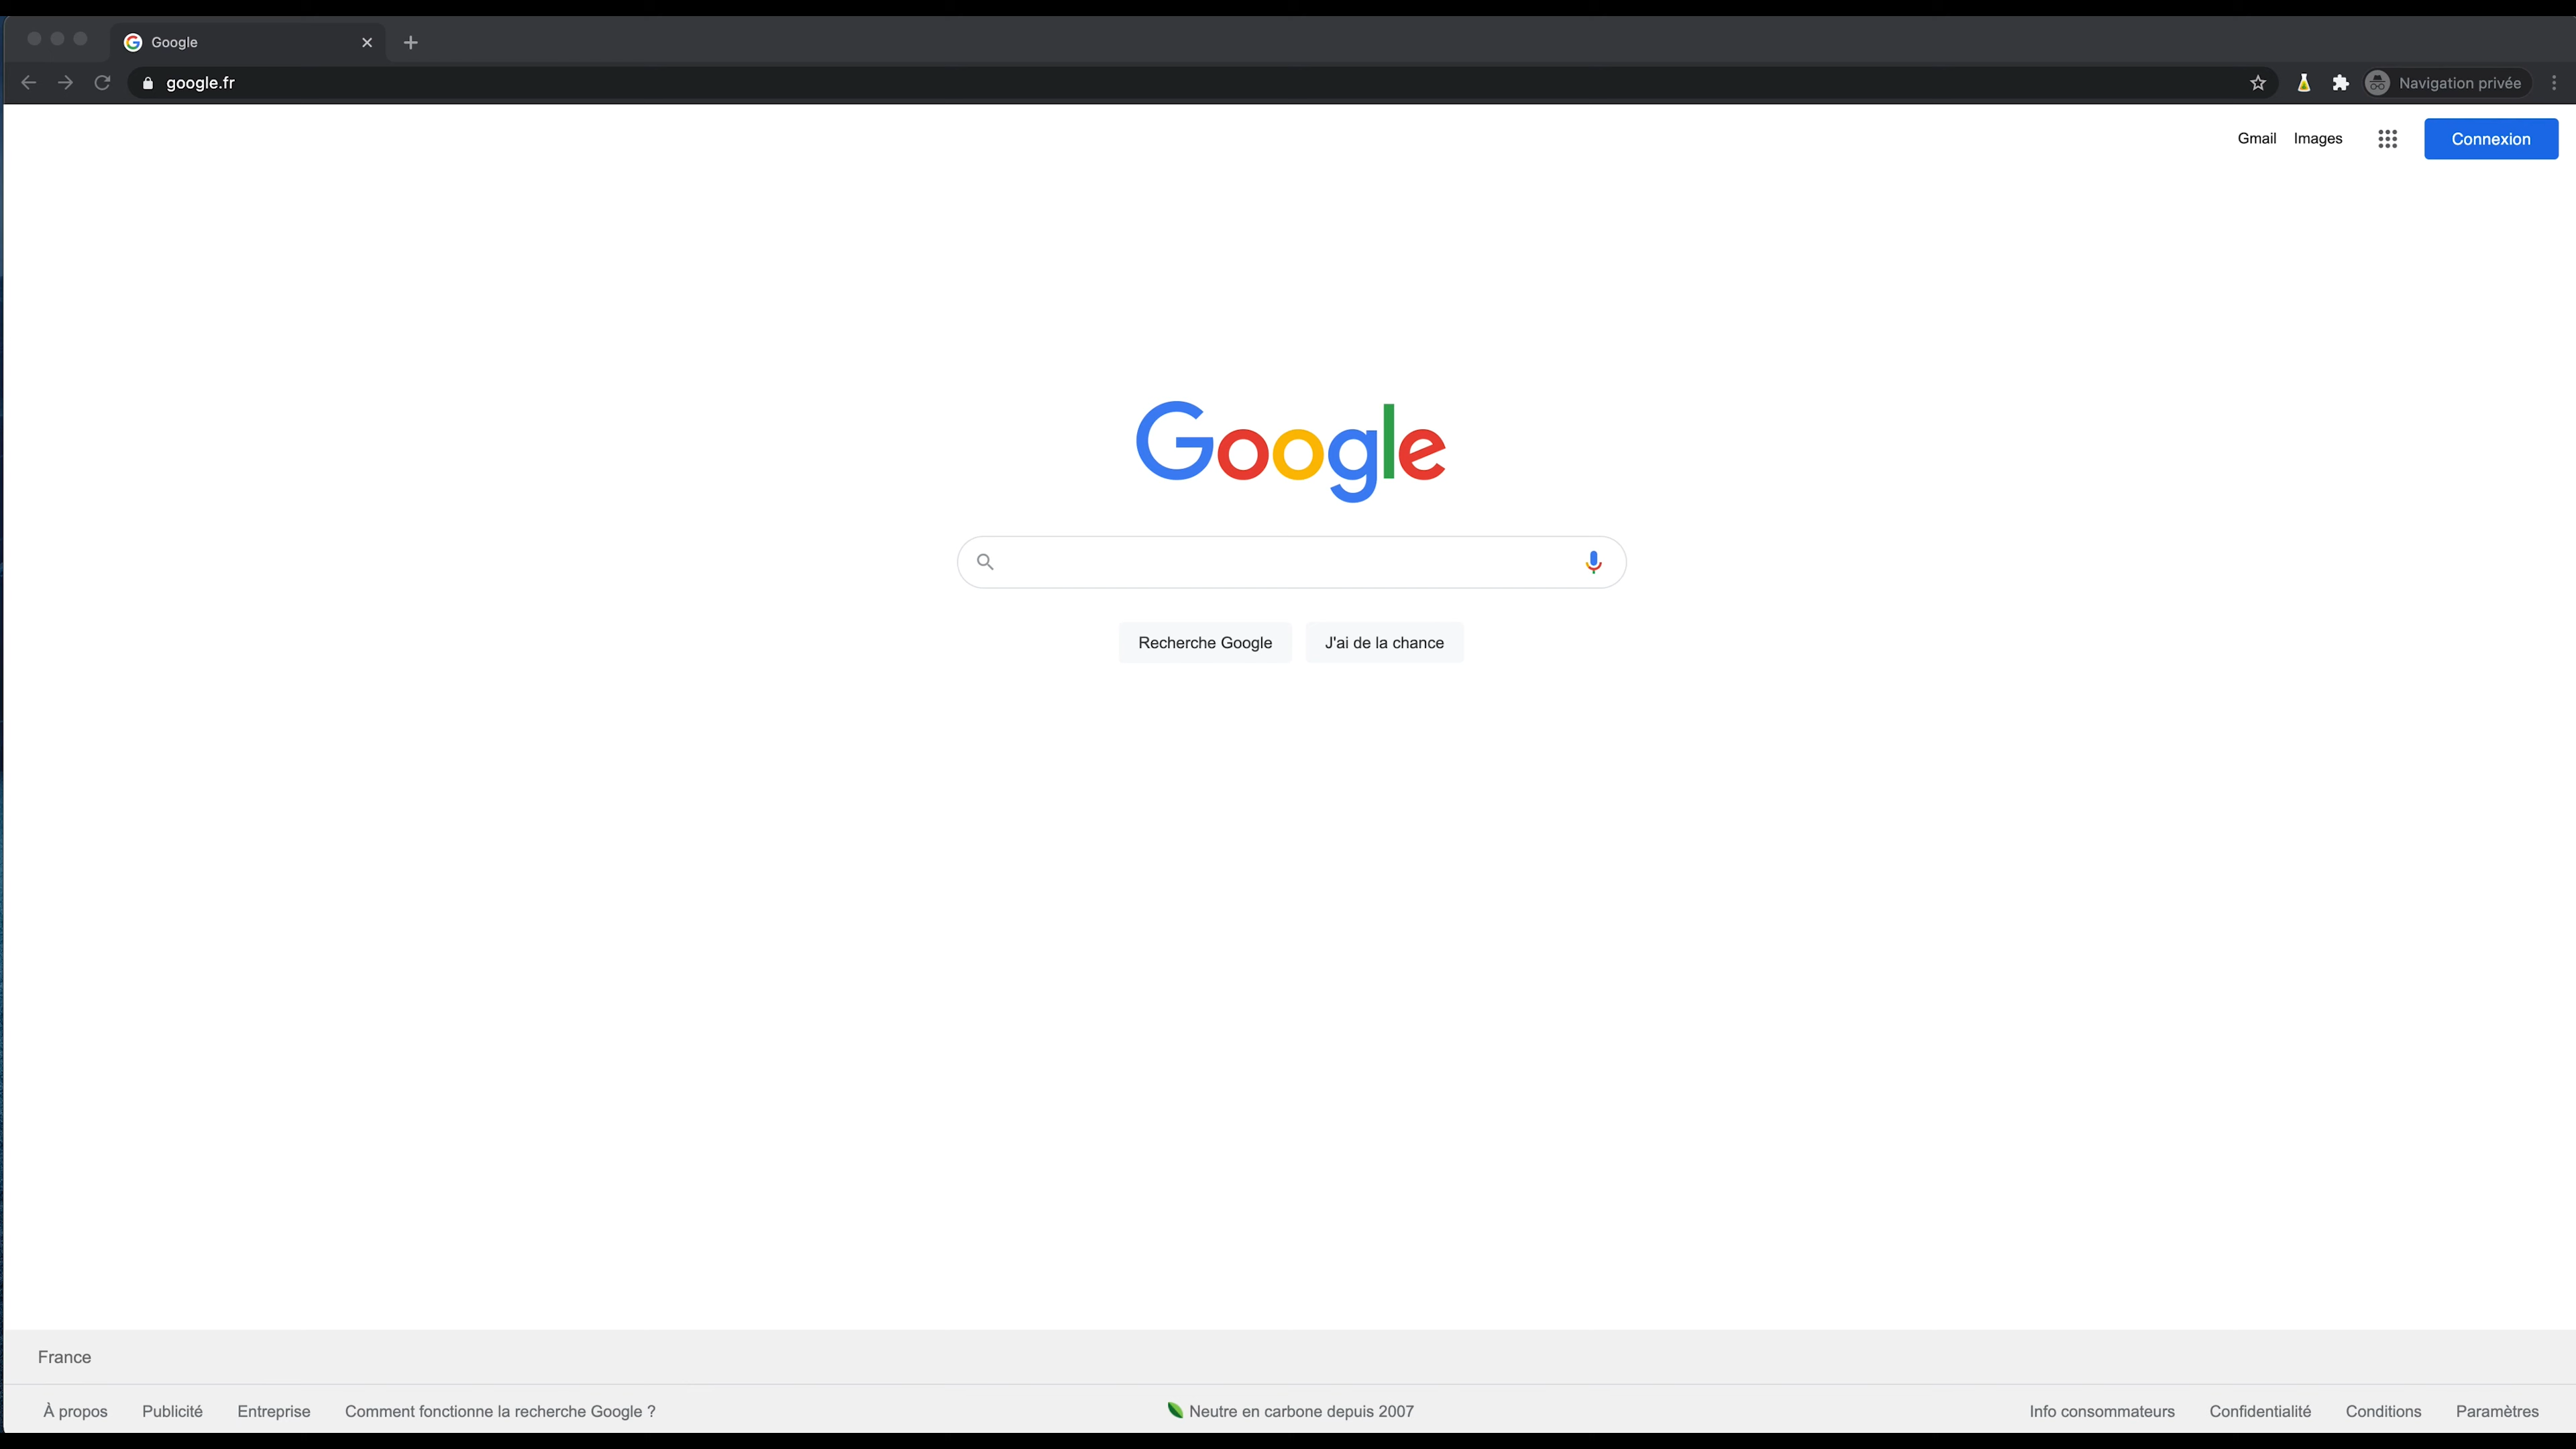 Google
google.fr
Navigation privée
Gmail Images Connexion
Google
Recherche Google J'ai de la chance
France
À propos Publicité Entreprise Comment fonctionne la recherche Google ? Neutre en carbone depuis 2007 Info consommateurs Confidentialité Conditions Paramètres